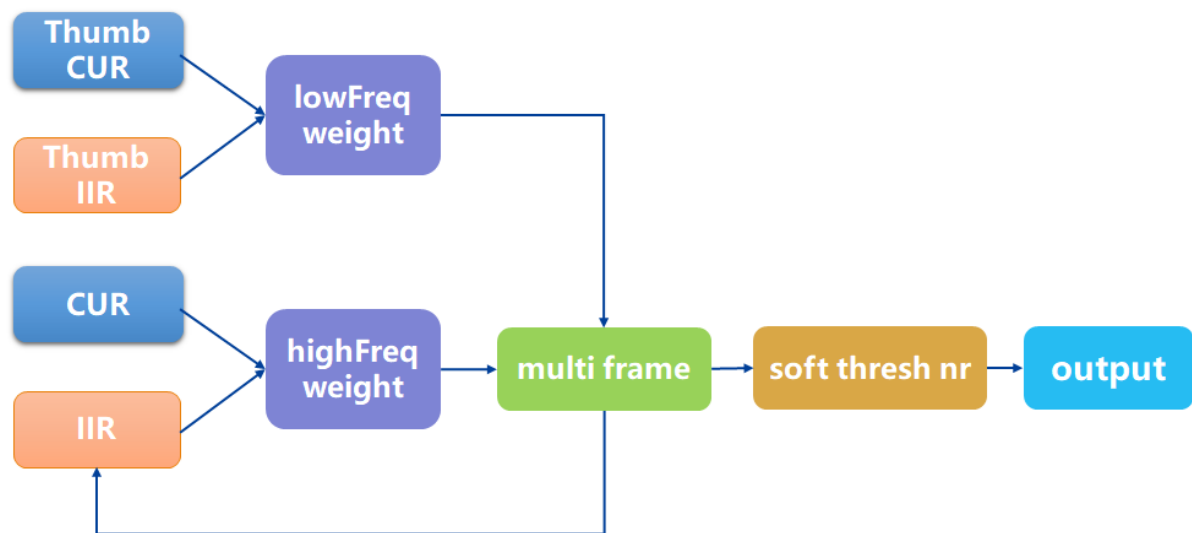 Thumb
CUR
Thumb
IIR
lowFreq
weight
CUR
IIR
highFreq
weight
multi frame
soft thresh nr
output